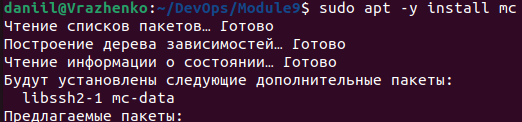 daniil@Vrazhenko:~/DevOps/Module9$ sudo apt -y install mc
Чтение списков пакетов… Готово
Построение дерева зависимостей… Готово
Чтение информации о состоянии… Готово
Будут установлены следующие дополнительные пакеты:
  libssh2-1 mc-data
Предлагаемые пакеты: